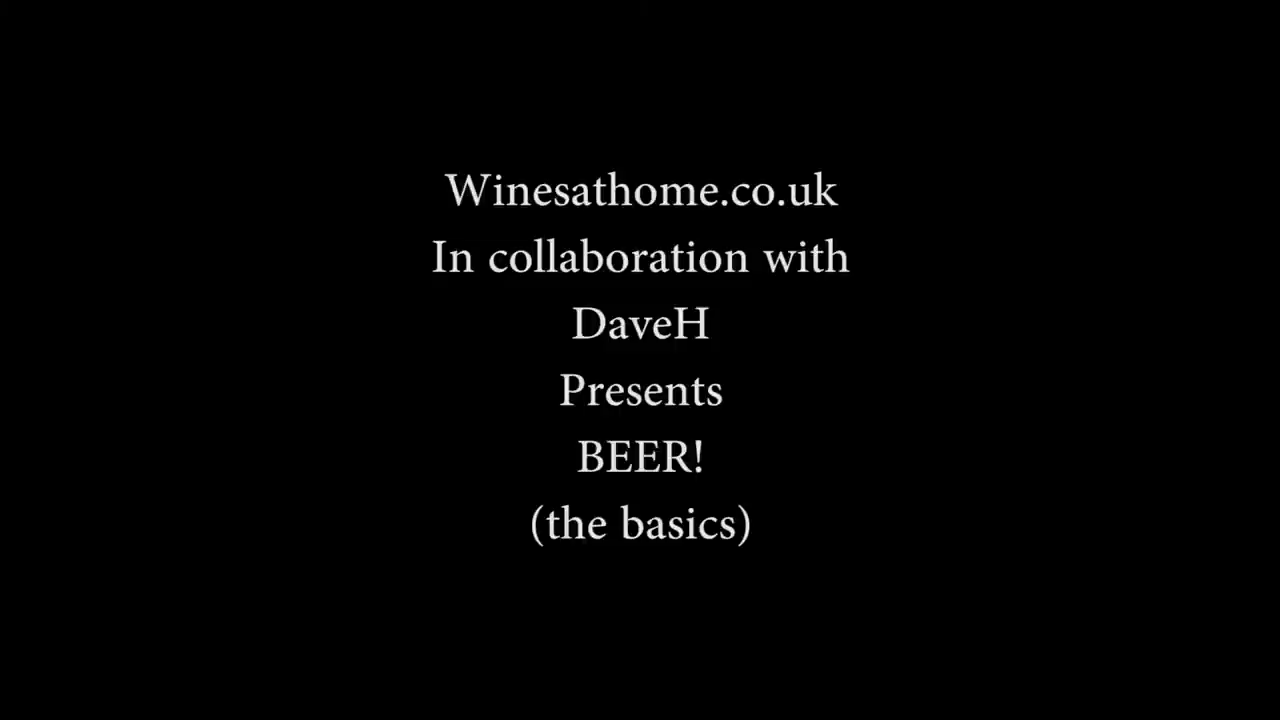 Winesathome.co.uk
In collaboration with
DaveH
Presents
BEER!
(the basics)